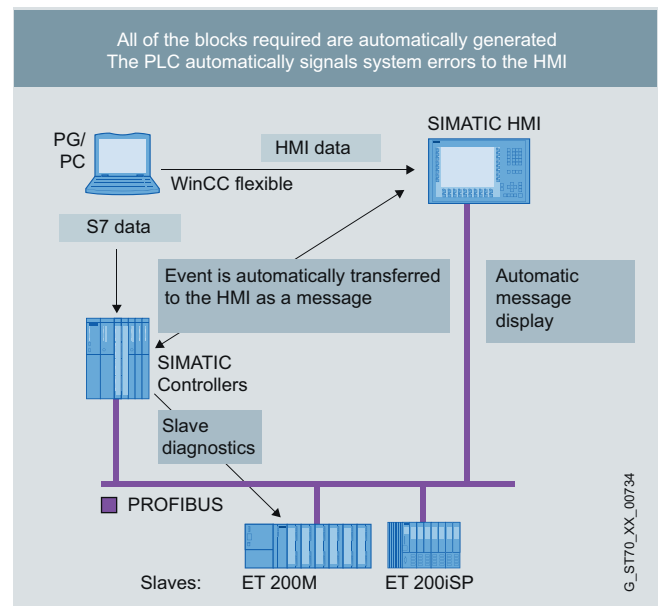 All of the blocks required are automatically generated
The PLC automatically signals system errors to the HMI
SIMATIC HMI
PG/
PC
HMI data
WinCC flexible
S7 data
Event is automatically transferred
to the HMI as a message
Automatic
message
display
SIMATIC
Controllers
Slave
diagnostics
PROFIBUS
G_ST70_XX_00734
Slaves: ET 200M ET 200iSP